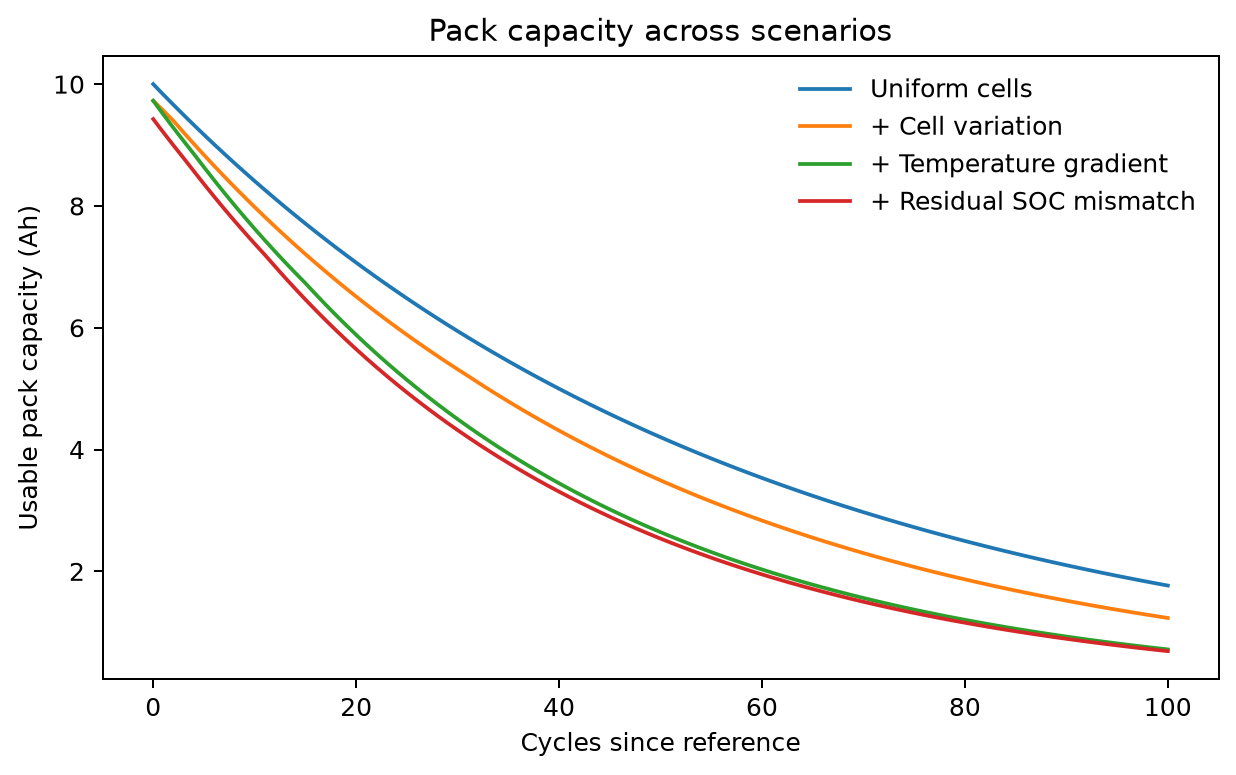 Pack capacity across scenarios
Uniform cells
+ Cell variation
+ Temperature gradient
+ Residual SOC mismatch
Usable pack capacity (Ah)
10
8
6
4
2
0 20 40 60 80 100
Cycles since reference